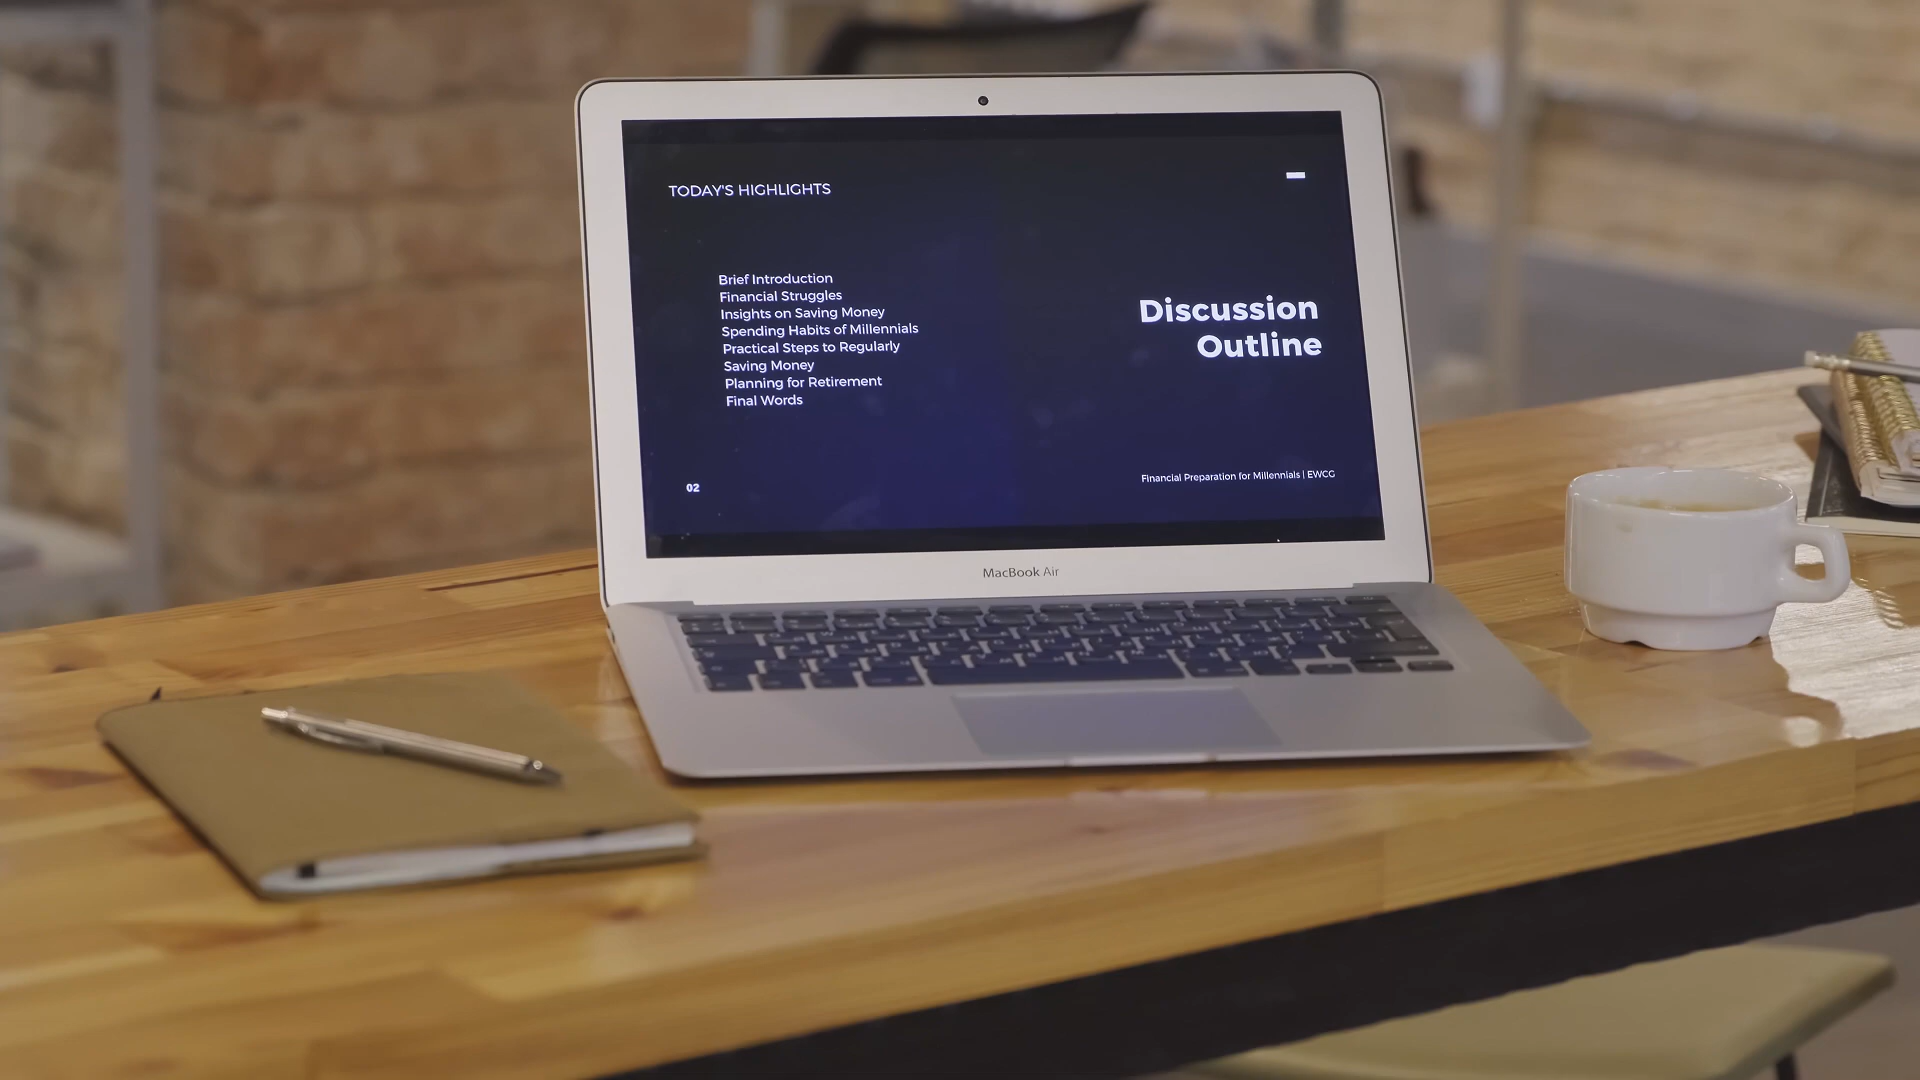 TODAY'S HIGHLIGHTS
Brief Introduction
Financial Struggles
Insights on Saving Money
Spending Habits of Millennials
Practical Steps to Regularly
Saving Money
Planning for Retirement
Final Words
Discussion
Outline
02
Financial Preparation for Millennials | EWCG
MacBook Air